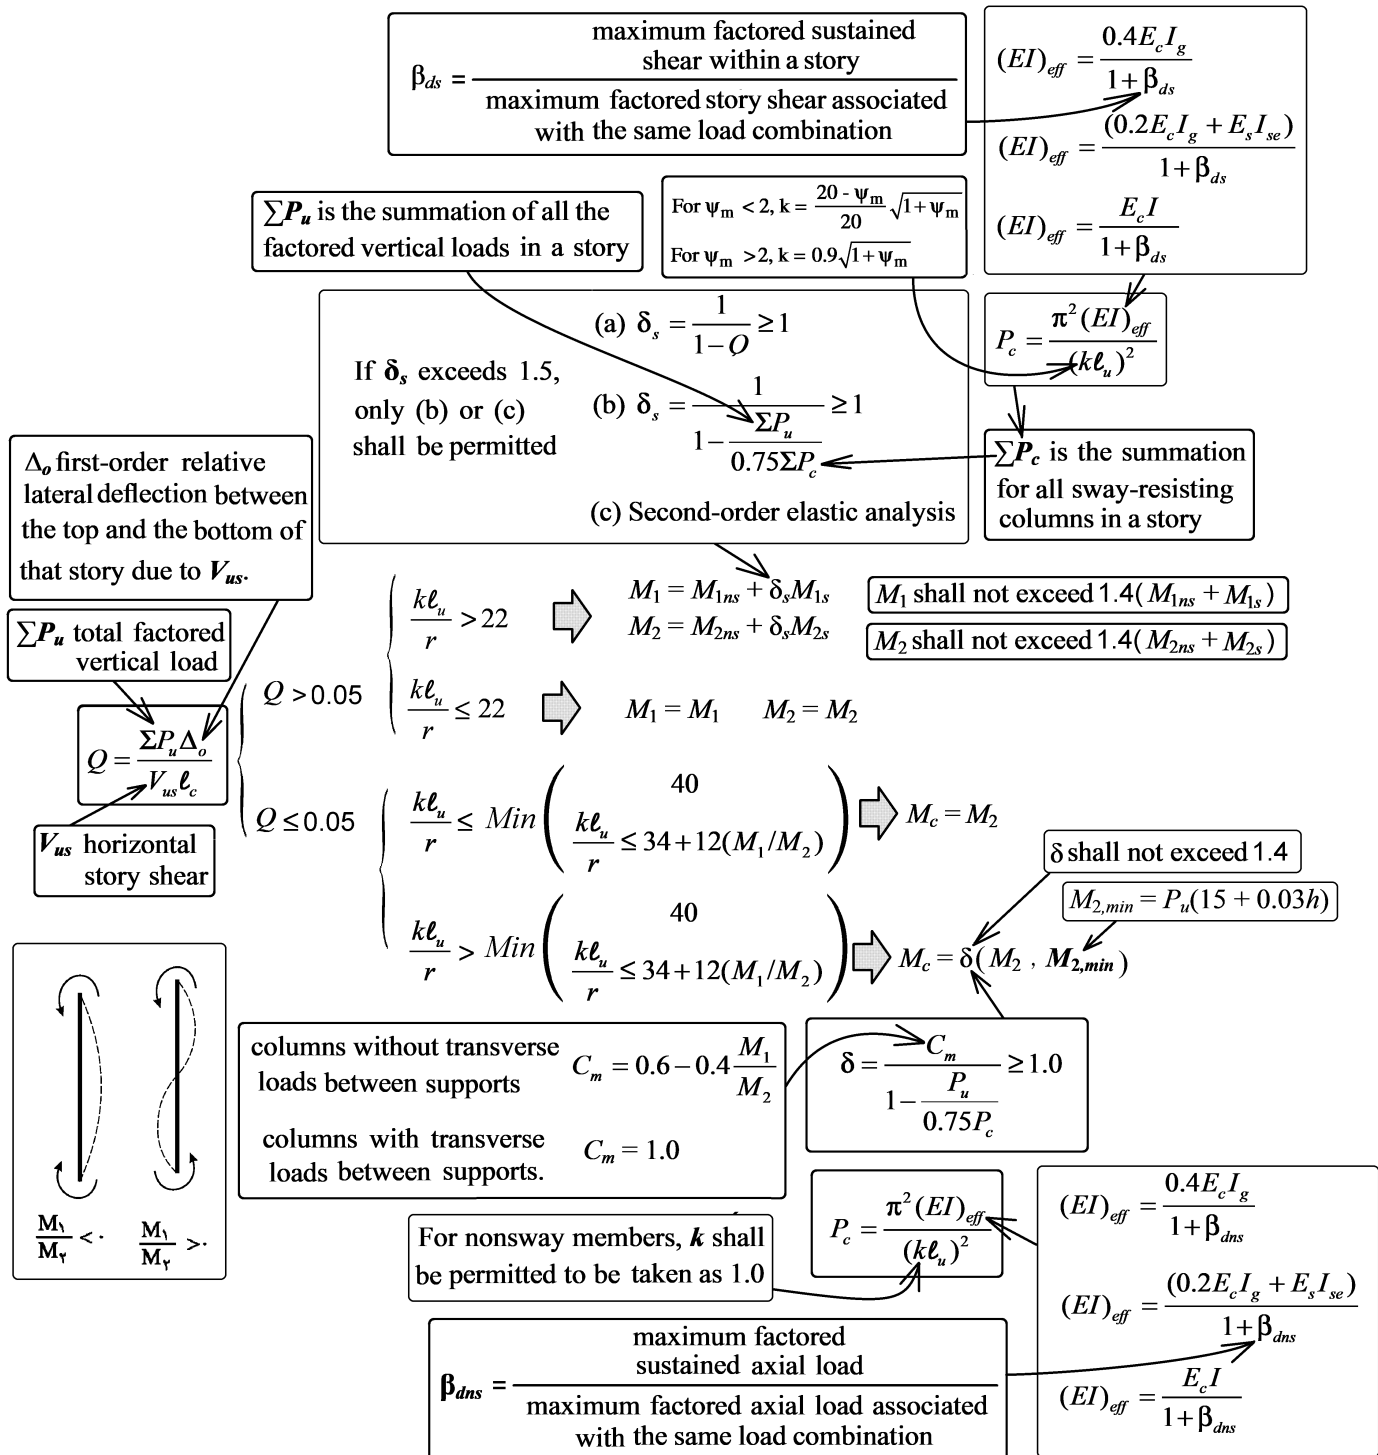 β_ds = maximum factored sustained
shear within a story
/ maximum factored story shear associated
with the same load combination
(EI)_eff = 0.4E_cI_g / 1+β_ds
(EI)_eff = (0.2E_cI_g + E_sI_se) / 1+β_ds
(EI)_eff = E_cI / 1+β_ds
∑P_u is the summation of all the
factored vertical loads in a story
For ψ_m < 2, k = 20 - ψ_m / 20 √1+ψ_m
For ψ_m >2, k = 0.9√1+ψ_m
P_c = π²(EI)_eff / (kℓ_u)²
If δ_s exceeds 1.5,
only (b) or (c)
shall be permitted
(a) δ_s = 1 / 1−Q ≥ 1
(b) δ_s = 1 / 1 − ΣP_u / 0.75ΣP_c ≥ 1
(c) Second-order elastic analysis
∑P_c is the summation
for all sway-resisting
columns in a story
Δ_o first-order relative
lateral deflection between
the top and the bottom of
that story due to V_us.
∑P_u total factored
vertical load
Q = ΣP_uΔ_o / V_usℓ_c
V_us horizontal
story shear
Q > 0.05
kℓ_u / r > 22
M_1 = M_1ns + δ_sM_1s
M_2 = M_2ns + δ_sM_2s
M_1 shall not exceed 1.4(M_1ns + M_1s)
M_2 shall not exceed 1.4(M_2ns + M_2s)
kℓ_u / r ≤ 22
M_1 = M_1 M_2 = M_2
Q ≤ 0.05
kℓ_u / r ≤ Min ( 40
kℓ_u / r ≤ 34+12(M_1/M_2) )
M_c = M_2
kℓ_u / r > Min ( 40
kℓ_u / r ≤ 34+12(M_1/M_2) )
M_c = δ(M_2 , M_2,min)
δ shall not exceed 1.4
M_2,min = P_u(15 + 0.03h)
M_١ / M_٢ < ٠
M_١ / M_٢ > ٠
columns without transverse
loads between supports
C_m = 0.6−0.4 M_1 / M_2
columns with transverse
loads between supports.
C_m = 1.0
δ = C_m / 1 − P_u / 0.75P_c ≥ 1.0
For nonsway members, k shall
be permitted to be taken as 1.0
P_c = π²(EI)_eff / (kℓ_u)²
(EI)_eff = 0.4E_cI_g / 1+β_dns
(EI)_eff = (0.2E_cI_g + E_sI_se) / 1+β_dns
(EI)_eff = E_cI / 1+β_dns
β_dns = maximum factored
sustained axial load
/ maximum factored axial load associated
with the same load combination